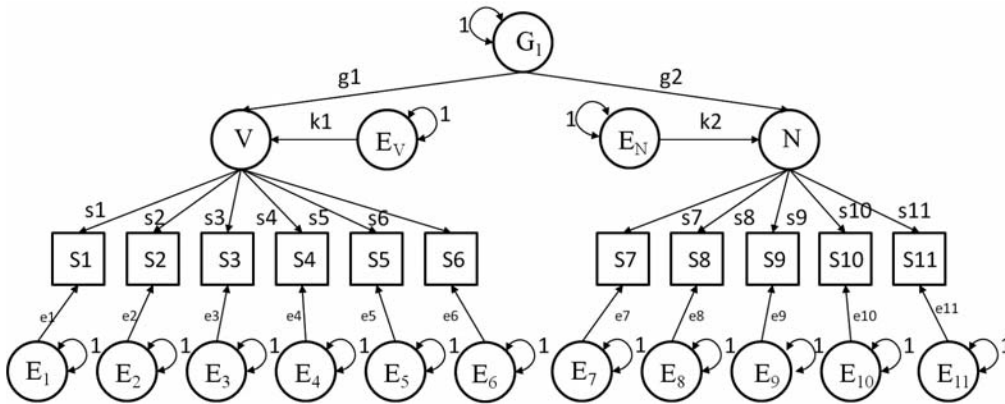 1 G1
g1 g2
V k1 EV 1 1 EN k2 N
s1 s2 s3 s4 s5 s6 s7 s8 s9 s10 s11
S1 S2 S3 S4 S5 S6 S7 S8 S9 S10 S11
e1 e2 e3 e4 e5 e6 e7 e8 e9 e10 e11
E1 1 E2 1 E3 1 E4 1 E5 1 E6 1 E7 1 E8 1 E9 1 E10 1 E11 1